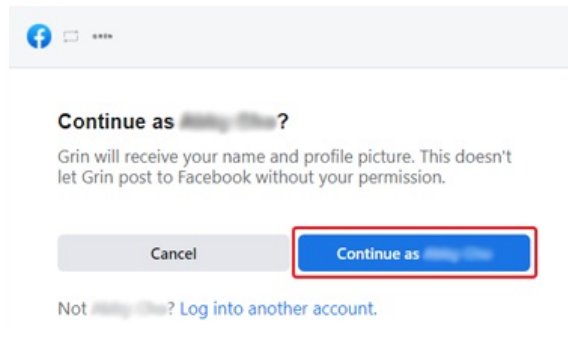 Continue as ?
Grin will receive your name and profile picture. This doesn't
let Grin post to Facebook without your permission.
Cancel
Continue as
Not ? Log into another account.